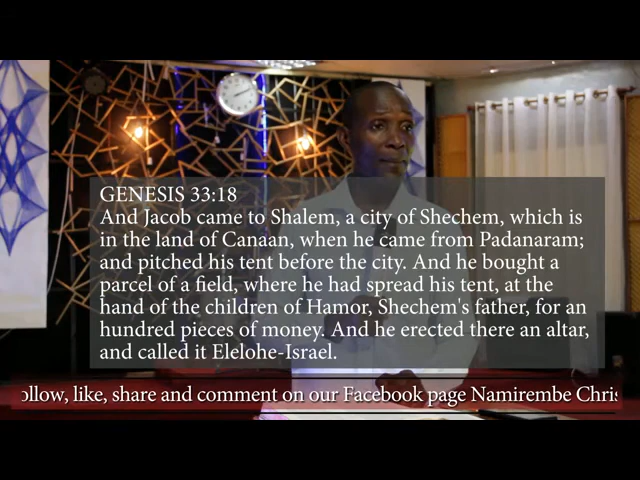 GENESIS 33:18
And Jacob came to Shalem, a city of Shechem, which is
in the land of Canaan, when he came from Padanaram;
and pitched his tent before the city. And he bought a
parcel of a field, where he had spread his tent, at the
hand of the children of Hamor, Shechem's father, for an
hundred pieces of money. And he erected there an altar,
and called it Elelohe-Israel.
ollow, like, share and comment on our Facebook page Namirembe Chris